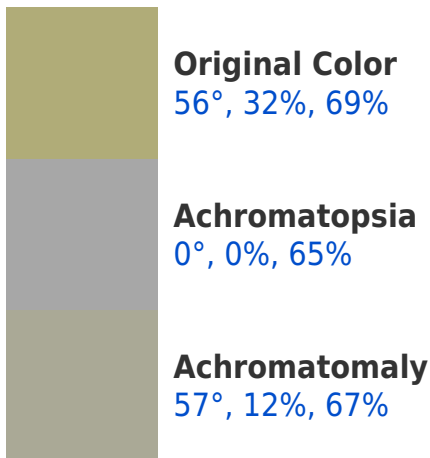 Original Color
56°, 32%, 69%
Achromatopsia
0°, 0%, 65%
Achromatomaly
57°, 12%, 67%